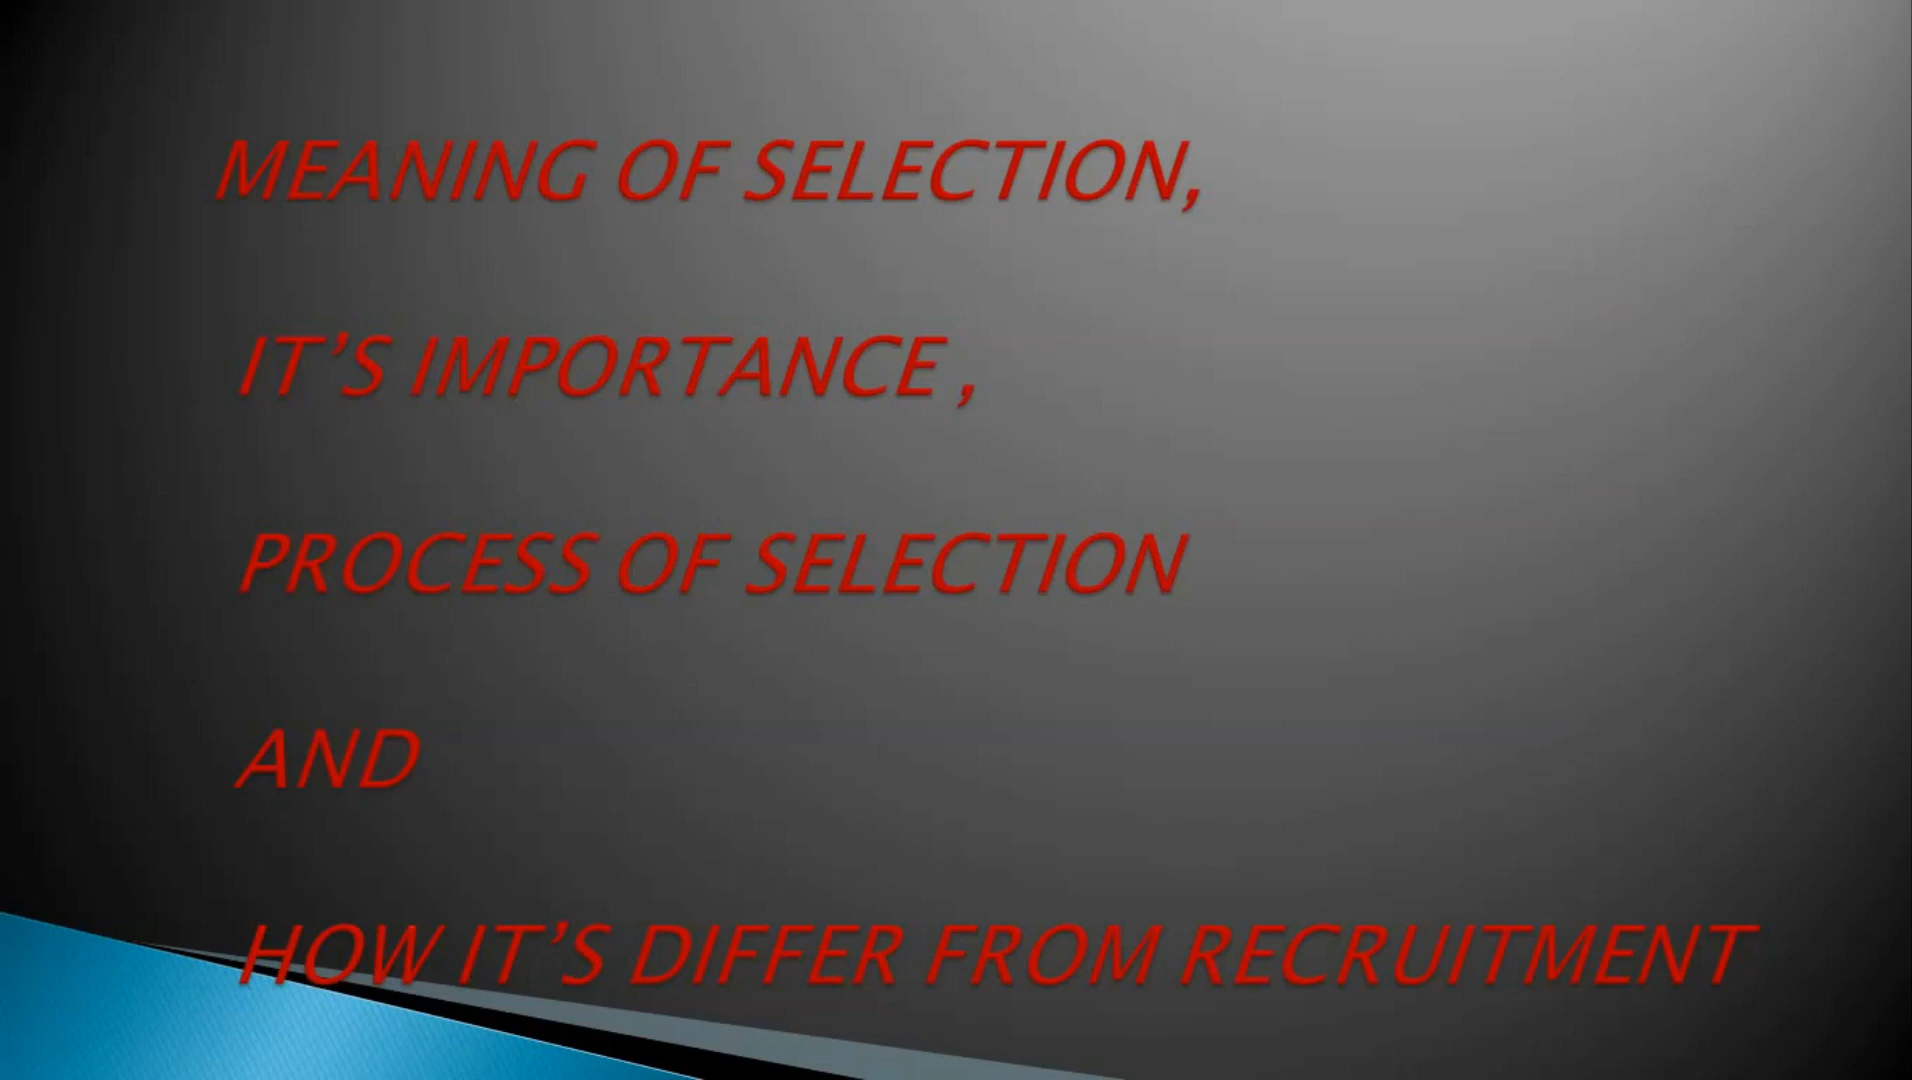 MEANING OF SELECTION,
IT’S IMPORTANCE ,
PROCESS OF SELECTION
AND
HOW IT’S DIFFER FROM RECRUITMENT